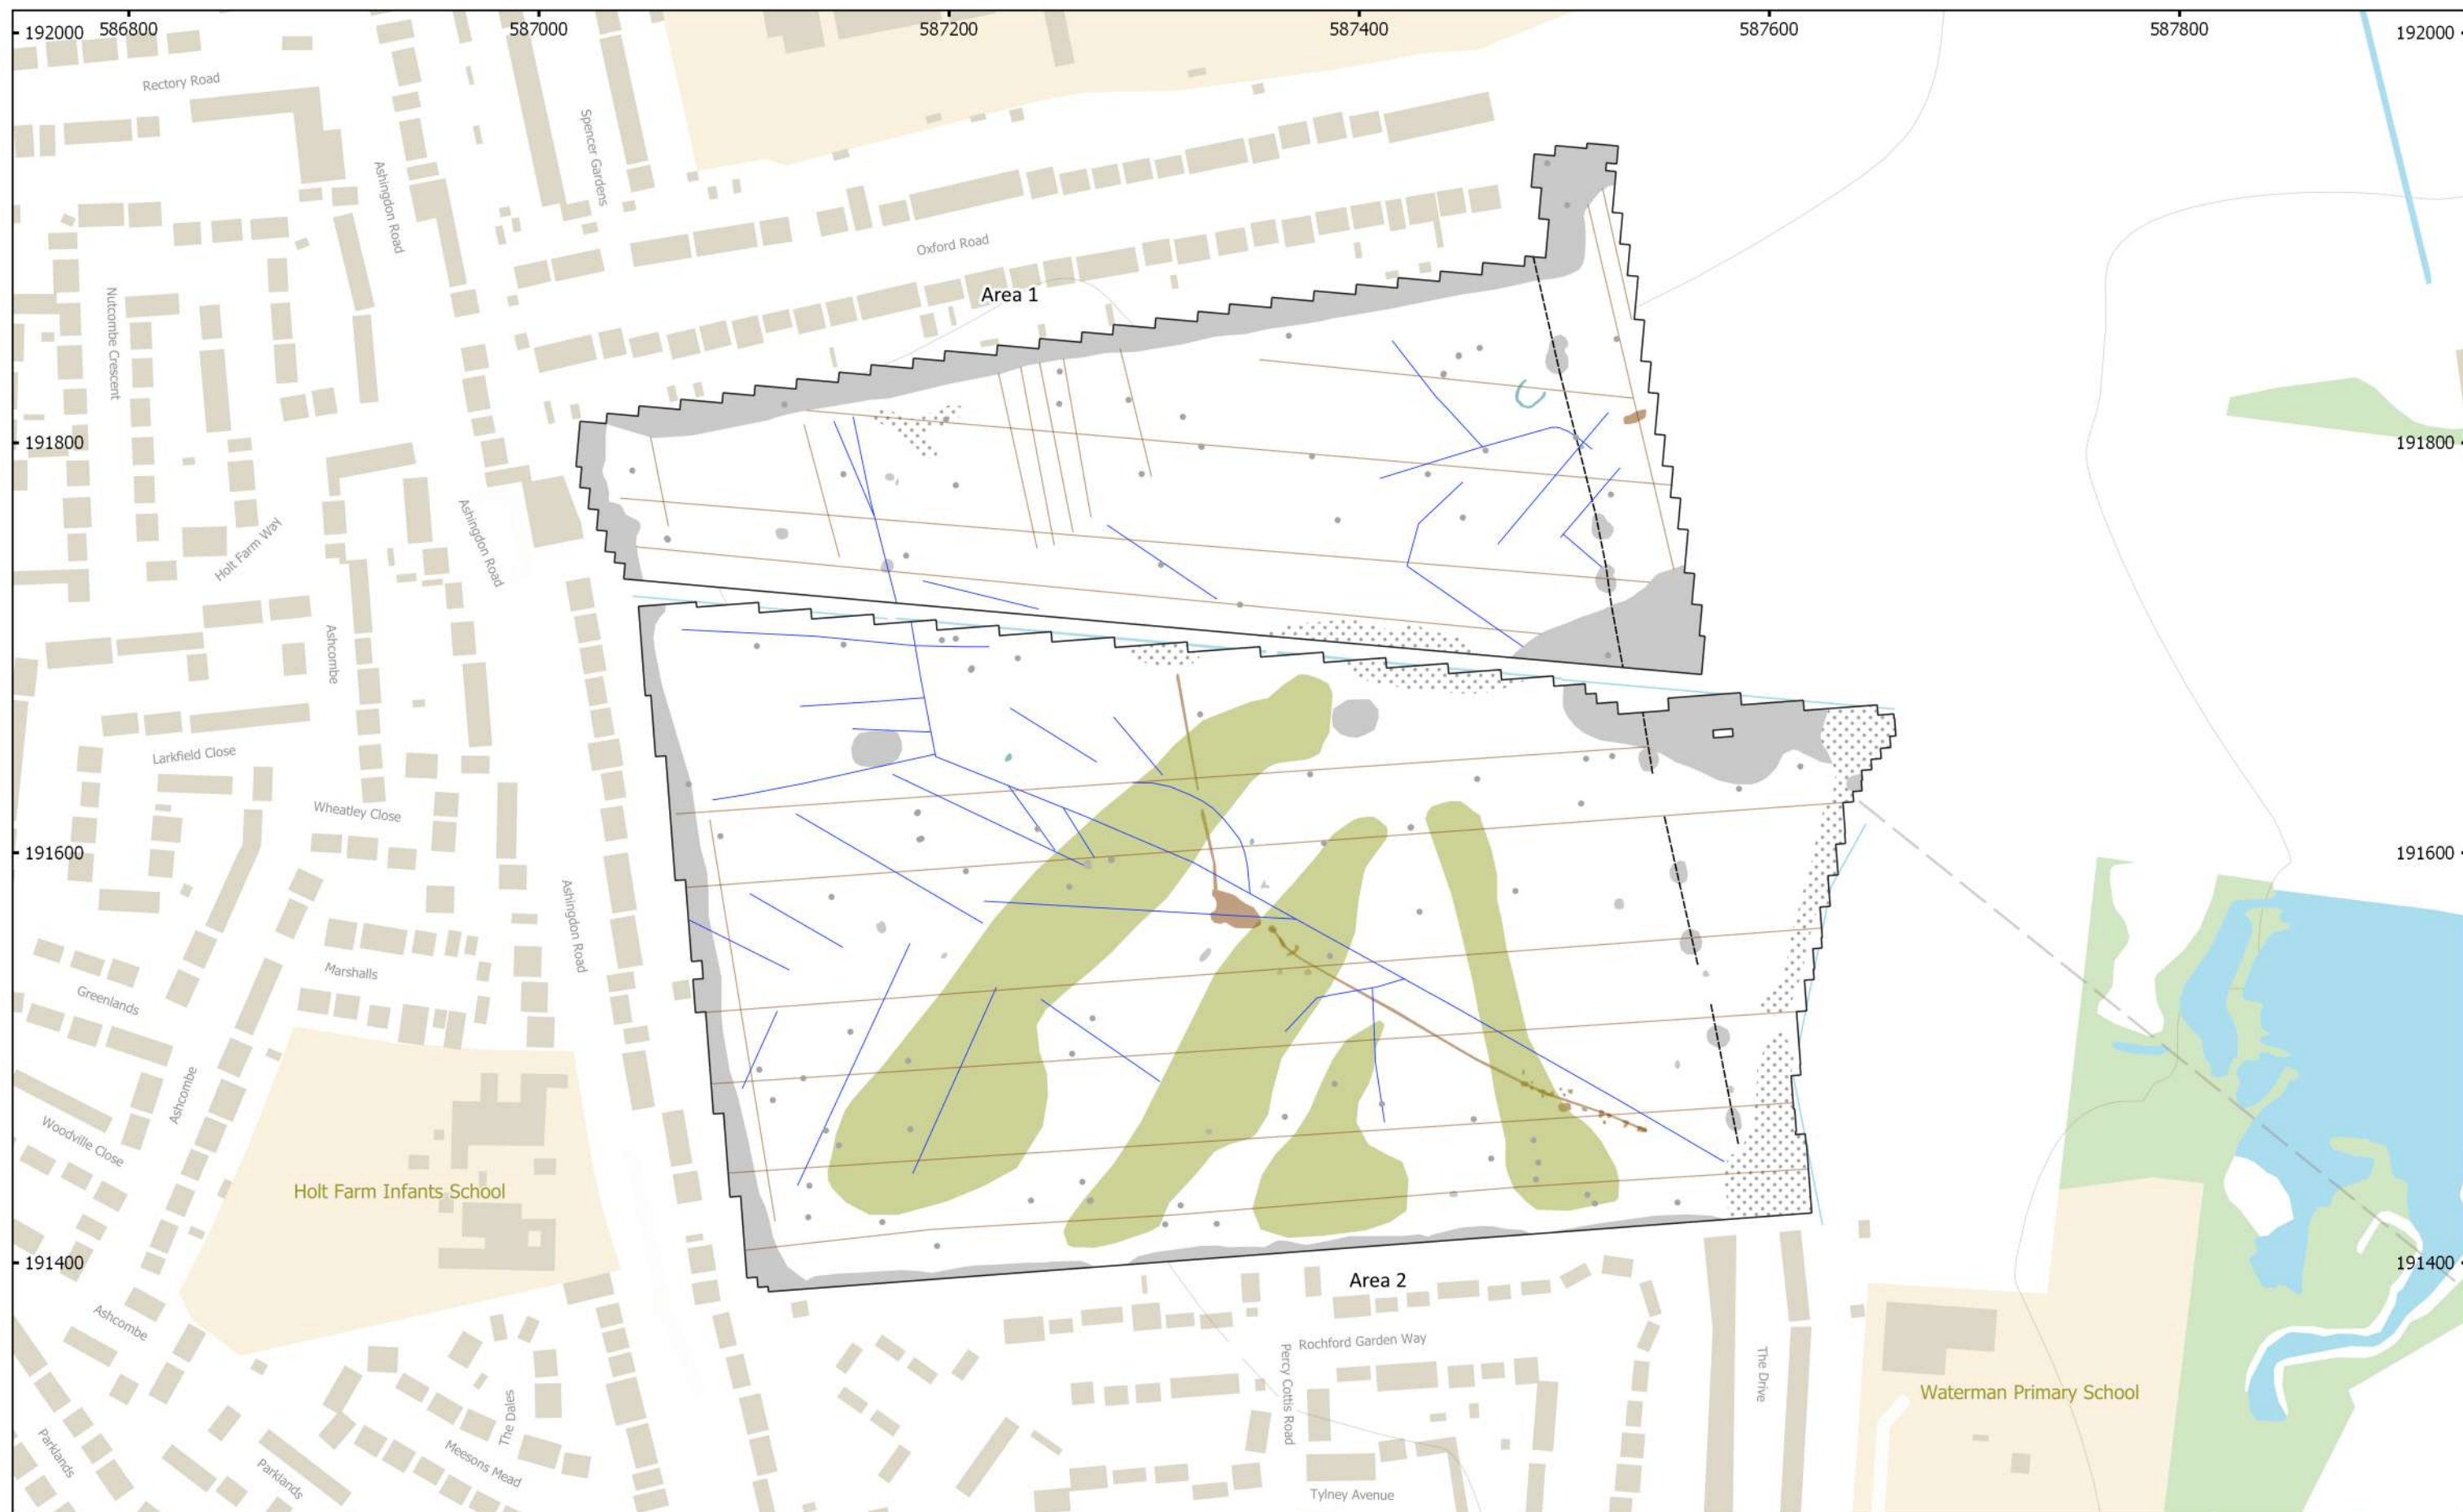 586800
587000
587200
587400
587600
587800
192000
192000
Rectory Road
Spencer Gardens
Ashingdon Road
Oxford Road
Area 1
Nutcombe Crescent
191800
191800
Ashingdon Road
Holt Farm Way
Ashcombe
Larkfield Close
Wheatley Close
191600
191600
Ashingdon Road
Marshalls
Greenlands
Ashcombe
Woodville Close
Holt Farm Infants School
191400
191400
Area 2
Ashcombe
Rochford Garden Way
Percy Cottis Road
The Drive
Waterman Primary School
The Dales
Meesons Mead
Parklands
Parklands
Tylney Avenue